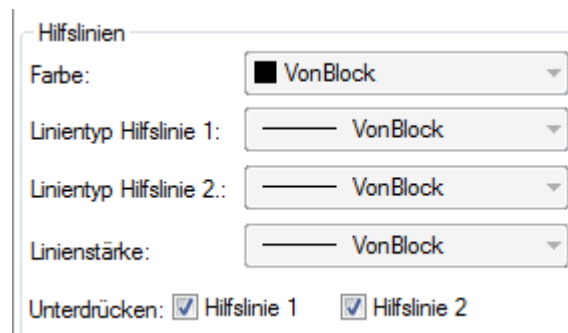 Hilfslinien
Farbe: VonBlock
Linientyp Hilfslinie 1: VonBlock
Linientyp Hilfslinie 2.: VonBlock
Linienstärke: VonBlock
Unterdrücken: Hilfslinie 1 Hilfslinie 2